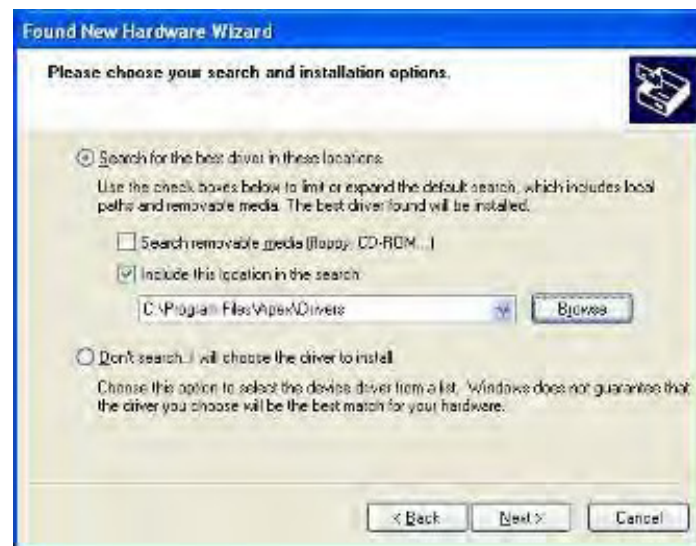 Found New Hardware Wizard
Please choose your search and installation options.
Search for the best driver in these locations.
Use the check boxes below to limit or expand the default search, which includes local
paths and removable media. The best driver found will be installed.
Search removable media (floppy, CD-ROM...)
Include this location in the search:
C:\Program Files\Apex\Drivers
Browse
Don't search. I will choose the driver to install.
Choose this option to select the device driver from a list. Windows does not guarantee that
the driver you choose will be the best match for your hardware.
< Back
Next >
Cancel